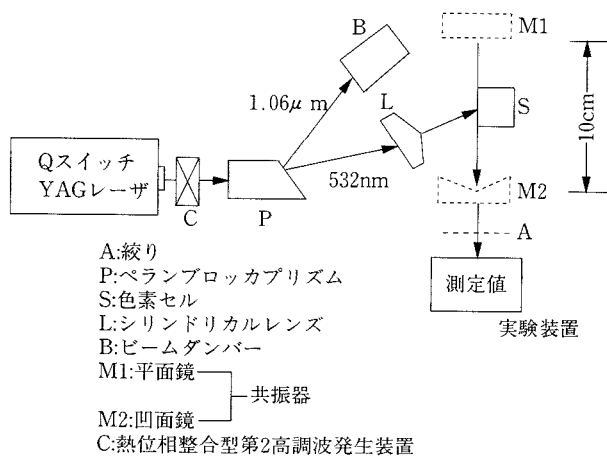 B
M1
1.06μm
L
S
10cm
Qスイッチ
YAGレーザ
532nm
M2
C
P
A
A:絞り
P:ペランブロッカプリズム
S:色素セル
L:シリンドリカルレンズ
B:ビームダンパー
M1:平面鏡
共振器
M2:凹面鏡
C:熱位相整合型第2高調波発生装置
測定値
実験装置